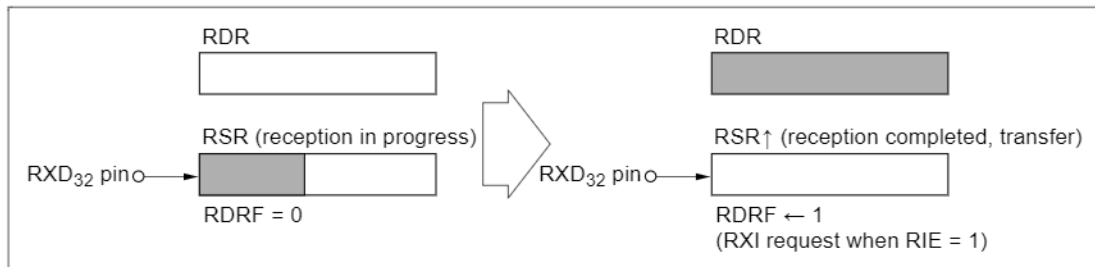 RDR
RSR (reception in progress)
RXD32 pin
RDRF = 0
RDR
RSR↑ (reception completed, transfer)
RXD32 pin
RDRF ← 1
(RXI request when RIE = 1)